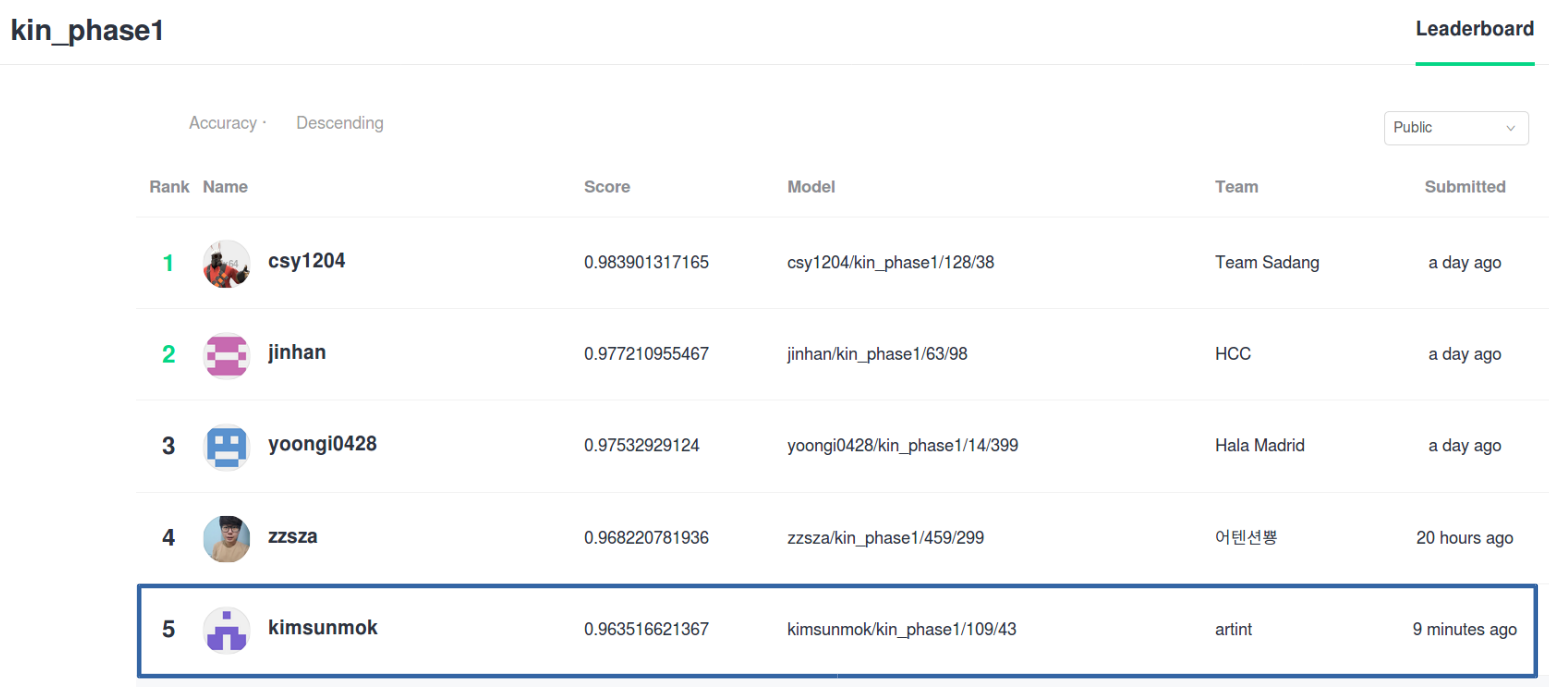 kin_phase1 Leaderboard
Accuracy · Descending
Public
Rank Name Score Model Team Submitted
1 csy1204 0.983901317165 csy1204/kin_phase1/128/38 Team Sadang a day ago
2 jinhan 0.977210955467 jinhan/kin_phase1/63/98 HCC a day ago
3 yoongi0428 0.97532929124 yoongi0428/kin_phase1/14/399 Hala Madrid a day ago
4 zzsza 0.968220781936 zzsza/kin_phase1/459/299 어텐션뿅 20 hours ago
5 kimsunmok 0.963516621367 kimsunmok/kin_phase1/109/43 artint 9 minutes ago